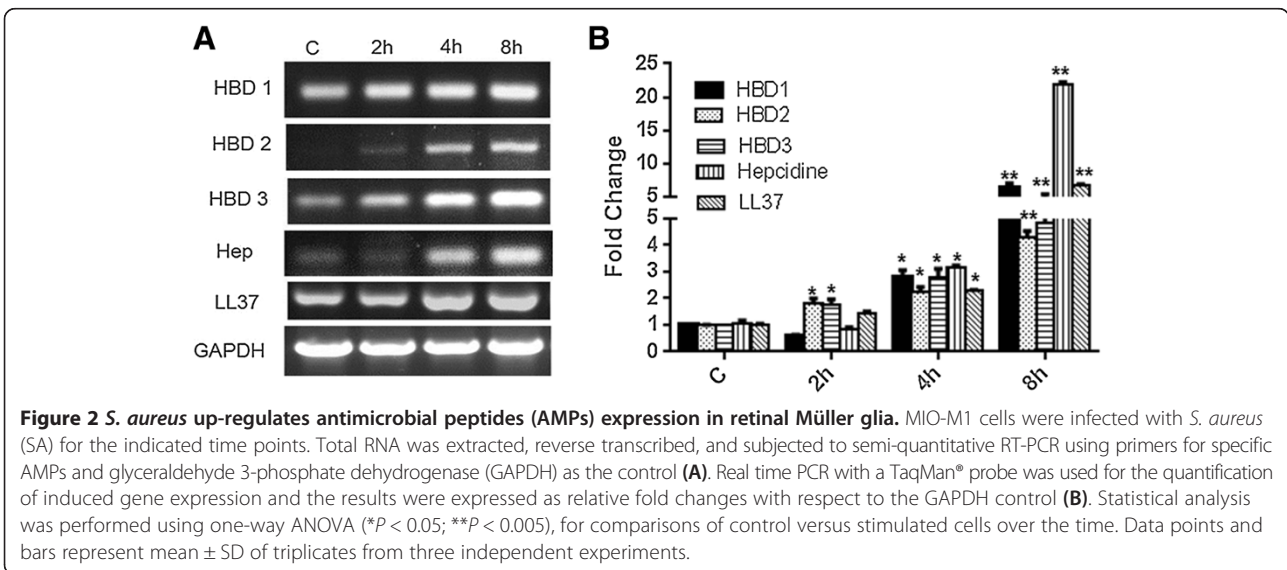 A
C 2h 4h 8h
HBD 1
HBD 2
HBD 3
Hep
LL37
GAPDH
B
Fold Change
25
20
15
10
5
5
4
3
2
1
0
HBD1
HBD2
HBD3
Hepcidine
LL37
* *
* * * * *
** ** ** ** **
C 2h 4h 8h
Figure 2 S. aureus up-regulates antimicrobial peptides (AMPs) expression in retinal Müller glia. MIO-M1 cells were infected with S. aureus
(SA) for the indicated time points. Total RNA was extracted, reverse transcribed, and subjected to semi-quantitative RT-PCR using primers for specific
AMPs and glyceraldehyde 3-phosphate dehydrogenase (GAPDH) as the control (A). Real time PCR with a TaqMan® probe was used for the quantification
of induced gene expression and the results were expressed as relative fold changes with respect to the GAPDH control (B). Statistical analysis
was performed using one-way ANOVA (*P < 0.05; **P < 0.005), for comparisons of control versus stimulated cells over the time. Data points and
bars represent mean ± SD of triplicates from three independent experiments.